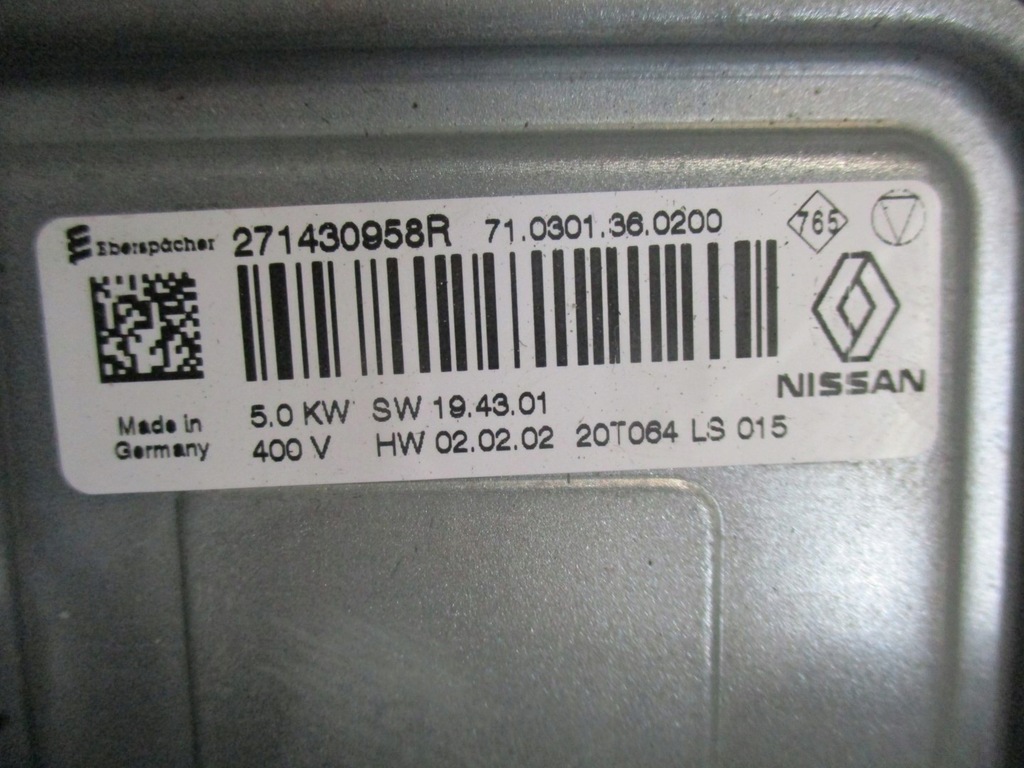 Eberspächer 271430958R 71.0301.36.0200 765
NISSAN
Made in Germany
5.0 KW SW 19.43.01
400 V HW 02.02.02 20T064 LS 015